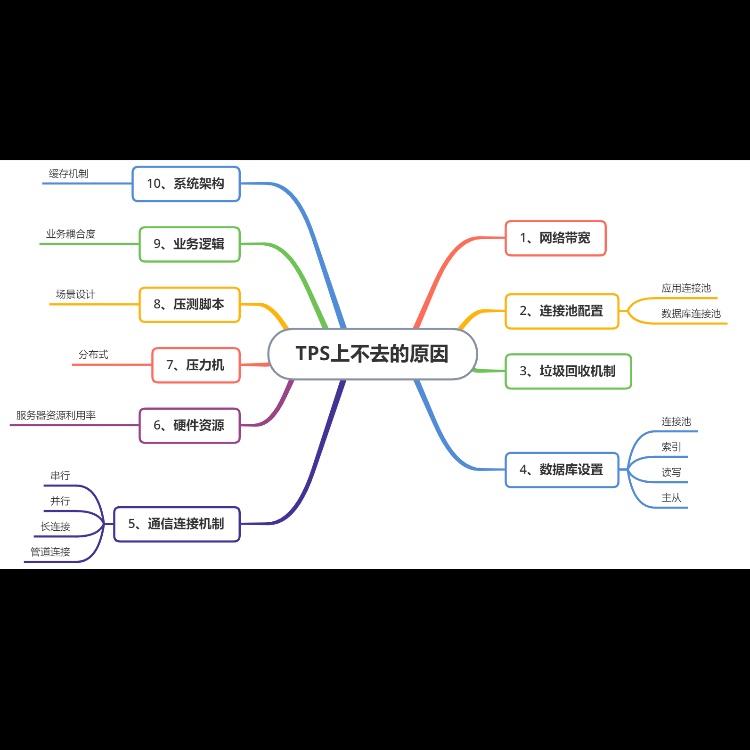 TPS上不去的原因
1、网络带宽
2、连接池配置
应用连接池
数据库连接池
3、垃圾回收机制
4、数据库设置
连接池
索引
读写
主从
5、通信连接机制
串行
并行
长连接
管道连接
6、硬件资源
服务器资源利用率
7、压力机
分布式
8、压测脚本
场景设计
9、业务逻辑
业务耦合度
10、系统架构
缓存机制